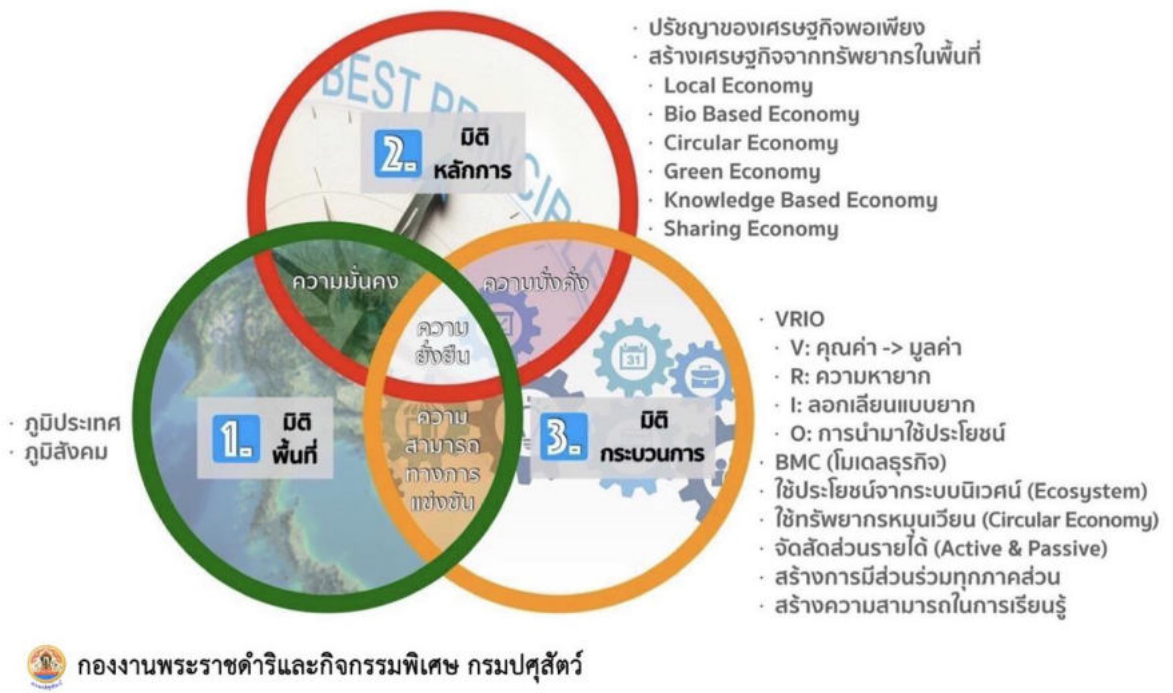 · ปรัชญาของเศรษฐกิจพอเพียง
· สร้างเศรษฐกิจจากทรัพยากรในพื้นที่
· Local Economy
· Bio Based Economy
· Circular Economy
· Green Economy
· Knowledge Based Economy
· Sharing Economy
BEST PRINCIPLE
2.
มิติ
หลักการ
ความมั่นคง
ความมั่งคั่ง
ความ
ยั่งยืน
· ภูมิประเทศ
· ภูมิสังคม
1.
มิติ
พื้นที่
ความ
สามารถ
ทางการ
แข่งขัน
3.
มิติ
กระบวนการ
31
· VRIO
· V: คุณค่า -> มูลค่า
· R: ความหายาก
· I: ลอกเลียนแบบยาก
· O: การนำมาใช้ประโยชน์
· BMC (โมเดลธุรกิจ)
· ใช้ประโยชน์จากระบบนิเวศน์ (Ecosystem)
· ใช้ทรัพยากรหมุนเวียน (Circular Economy)
· จัดสัดส่วนรายได้ (Active & Passive)
· สร้างการมีส่วนร่วมทุกภาคส่วน
· สร้างความสามารถในการเรียนรู้
กองงานพระราชดำริและกิจกรรมพิเศษ กรมปศุสัตว์